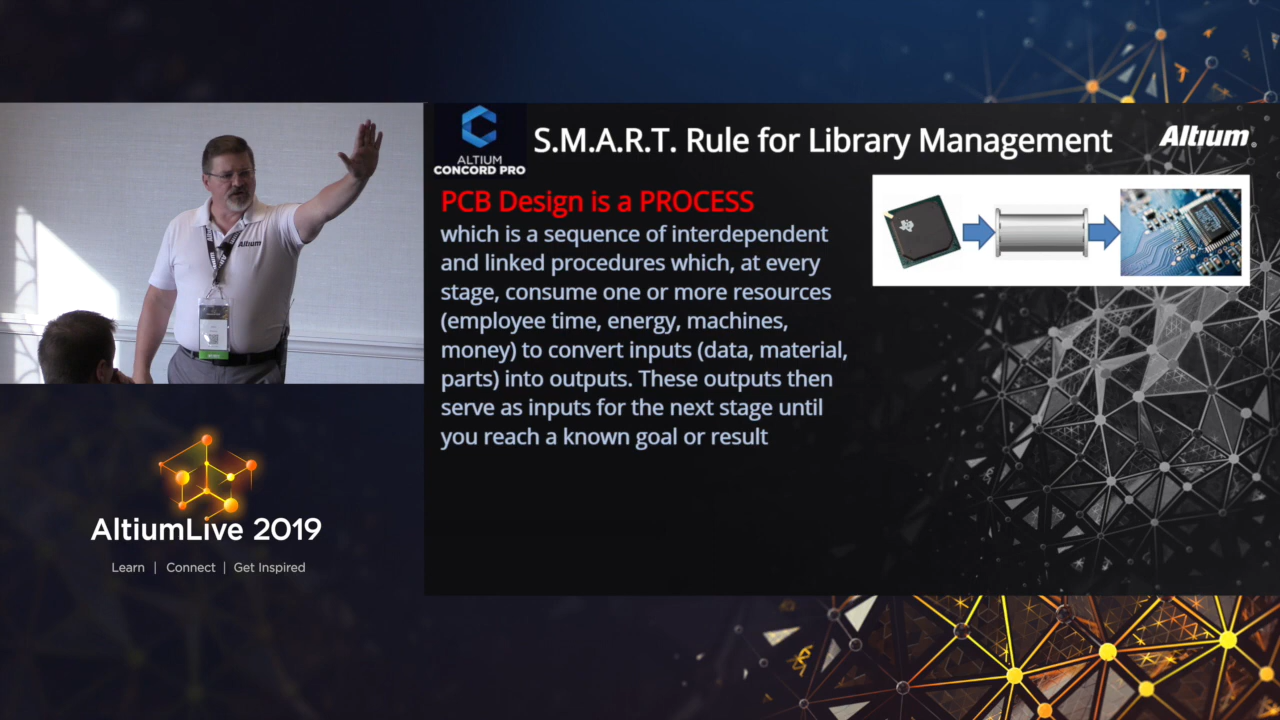 ALTIUM
CONCORD PRO
S.M.A.R.T. Rule for Library Management
Altium®
PCB Design is a PROCESS
which is a sequence of interdependent
and linked procedures which, at every
stage, consume one or more resources
(employee time, energy, machines,
money) to convert inputs (data, material,
parts) into outputs. These outputs then
serve as inputs for the next stage until
you reach a known goal or result
Altium
AltiumLive 2019
Learn | Connect | Get Inspired